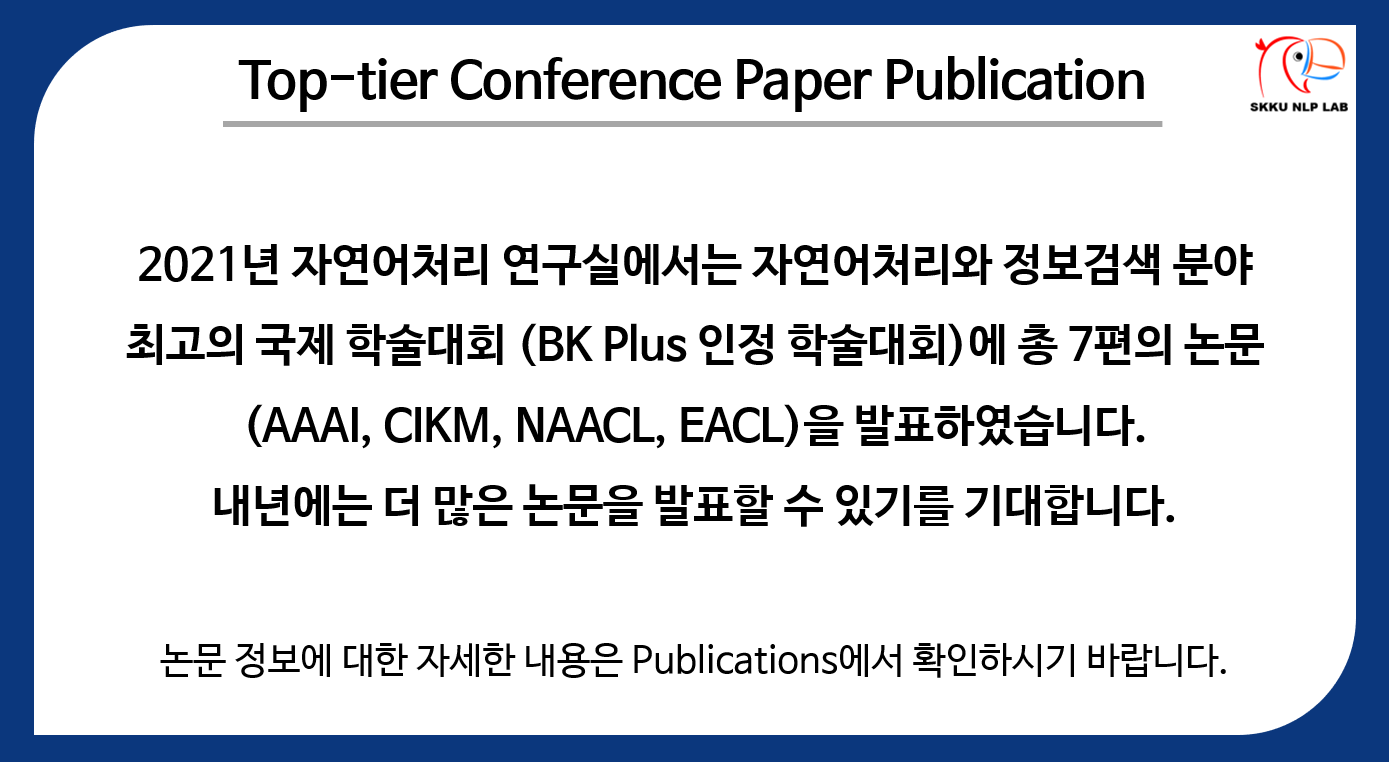 Top-tier Conference Paper Publication
SKKU NLP LAB
2021년 자연어처리 연구실에서는 자연어처리와 정보검색 분야
최고의 국제 학술대회 (BK Plus 인정 학술대회)에 총 7편의 논문
(AAAI, CIKM, NAACL, EACL)을 발표하였습니다.
내년에는 더 많은 논문을 발표할 수 있기를 기대합니다.
논문 정보에 대한 자세한 내용은 Publications에서 확인하시기 바랍니다.